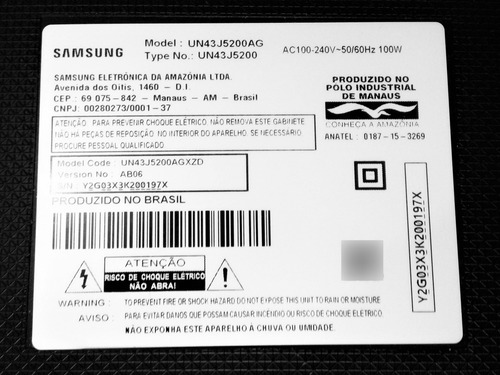 SAMSUNG
Model : UN43J5200AG
Type No.: UN43J5200
AC100-240V~50/60Hz 100W
SAMSUNG ELETRÔNICA DA AMAZÔNIA LTDA.
Avenida dos Oitis, 1460 - D.I.
CEP : 69.075-842 - Manaus - AM - Brasil
CNPJ: 00280273/0001-37
PRODUZIDO NO
POLO INDUSTRIAL
DE MANAUS
CONHEÇA A AMAZÔNIA
ANATEL : 0187-15-3269
ATENÇÃO: PARA PREVENIR CHOQUE ELÉTRICO, NÃO REMOVA ESTE GABINETE
NÃO HÁ PEÇAS DE REPOSIÇÃO. NO INTERIOR DO APARELHO. SE NECESSÁRIO
PROCURE PESSOAL QUALIFICADO.
Model Code : UN43J5200AGXZD
Version No : AB06
S/N : Y2G03X3K200197X
PRODUZIDO NO BRASIL
Y2G03X3K200197X
ATENÇÃO
RISCO DE CHOQUE ELÉTRICO
NÃO ABRA!
WARNING : TO PREVENT FIRE OR SHOCK HAZARD DO NOT EXPOSE THIS UNIT TO RAIN OR MOISTURE
AVISO : PARA EVITAR DANOS QUE POSSAM CAUSAR INCÊNDIO OU RISCO DE CHOQUE ELÉTRICO.
NÃO EXPONHA ESTE APARELHO A CHUVA OU UMIDADE.